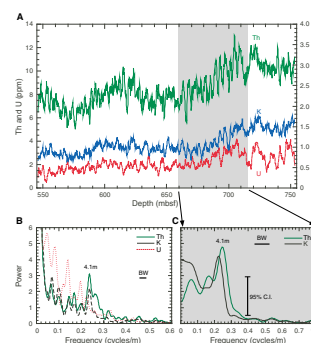 A
14
12
10
8
6
4
2
0
Th and U (ppm)
4.0
3.5
3.0
2.5
2.0
1.5
1.0
0.5
0
Th
K
U
550
600
650
700
750
Depth (mbsf)
B
6
5
4
3
2
1
0
Power
4.1m
BW
Th
K
U
0
0.1
0.2
0.3
0.4
0.5
0.6
Frequency (cycles/m)
C
4.1m
BW
Th
K
95% C.I.
0
0.2
0.3
0.4
0.5
0.6
Frequency (cycles/m)